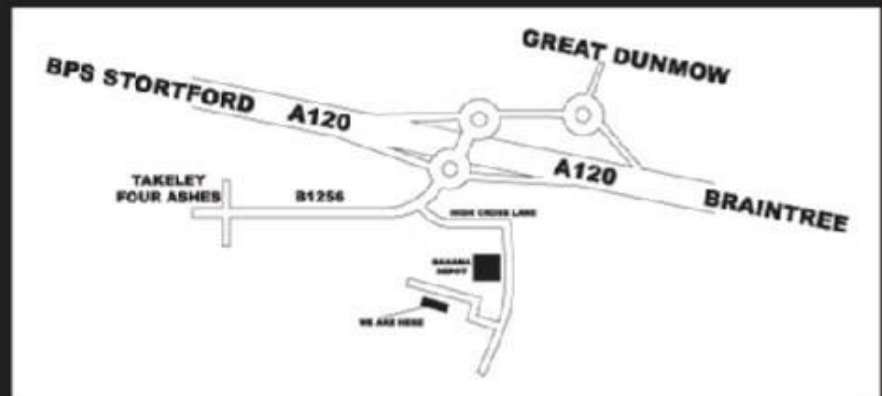 GREAT DUNMOW
BPS STORTFORD
A120
A120
BRAINTREE
TAKELEY
FOUR ASHES
B1256
HIGH CROSS LANE
BANANA
DEPOT
WE ARE HERE